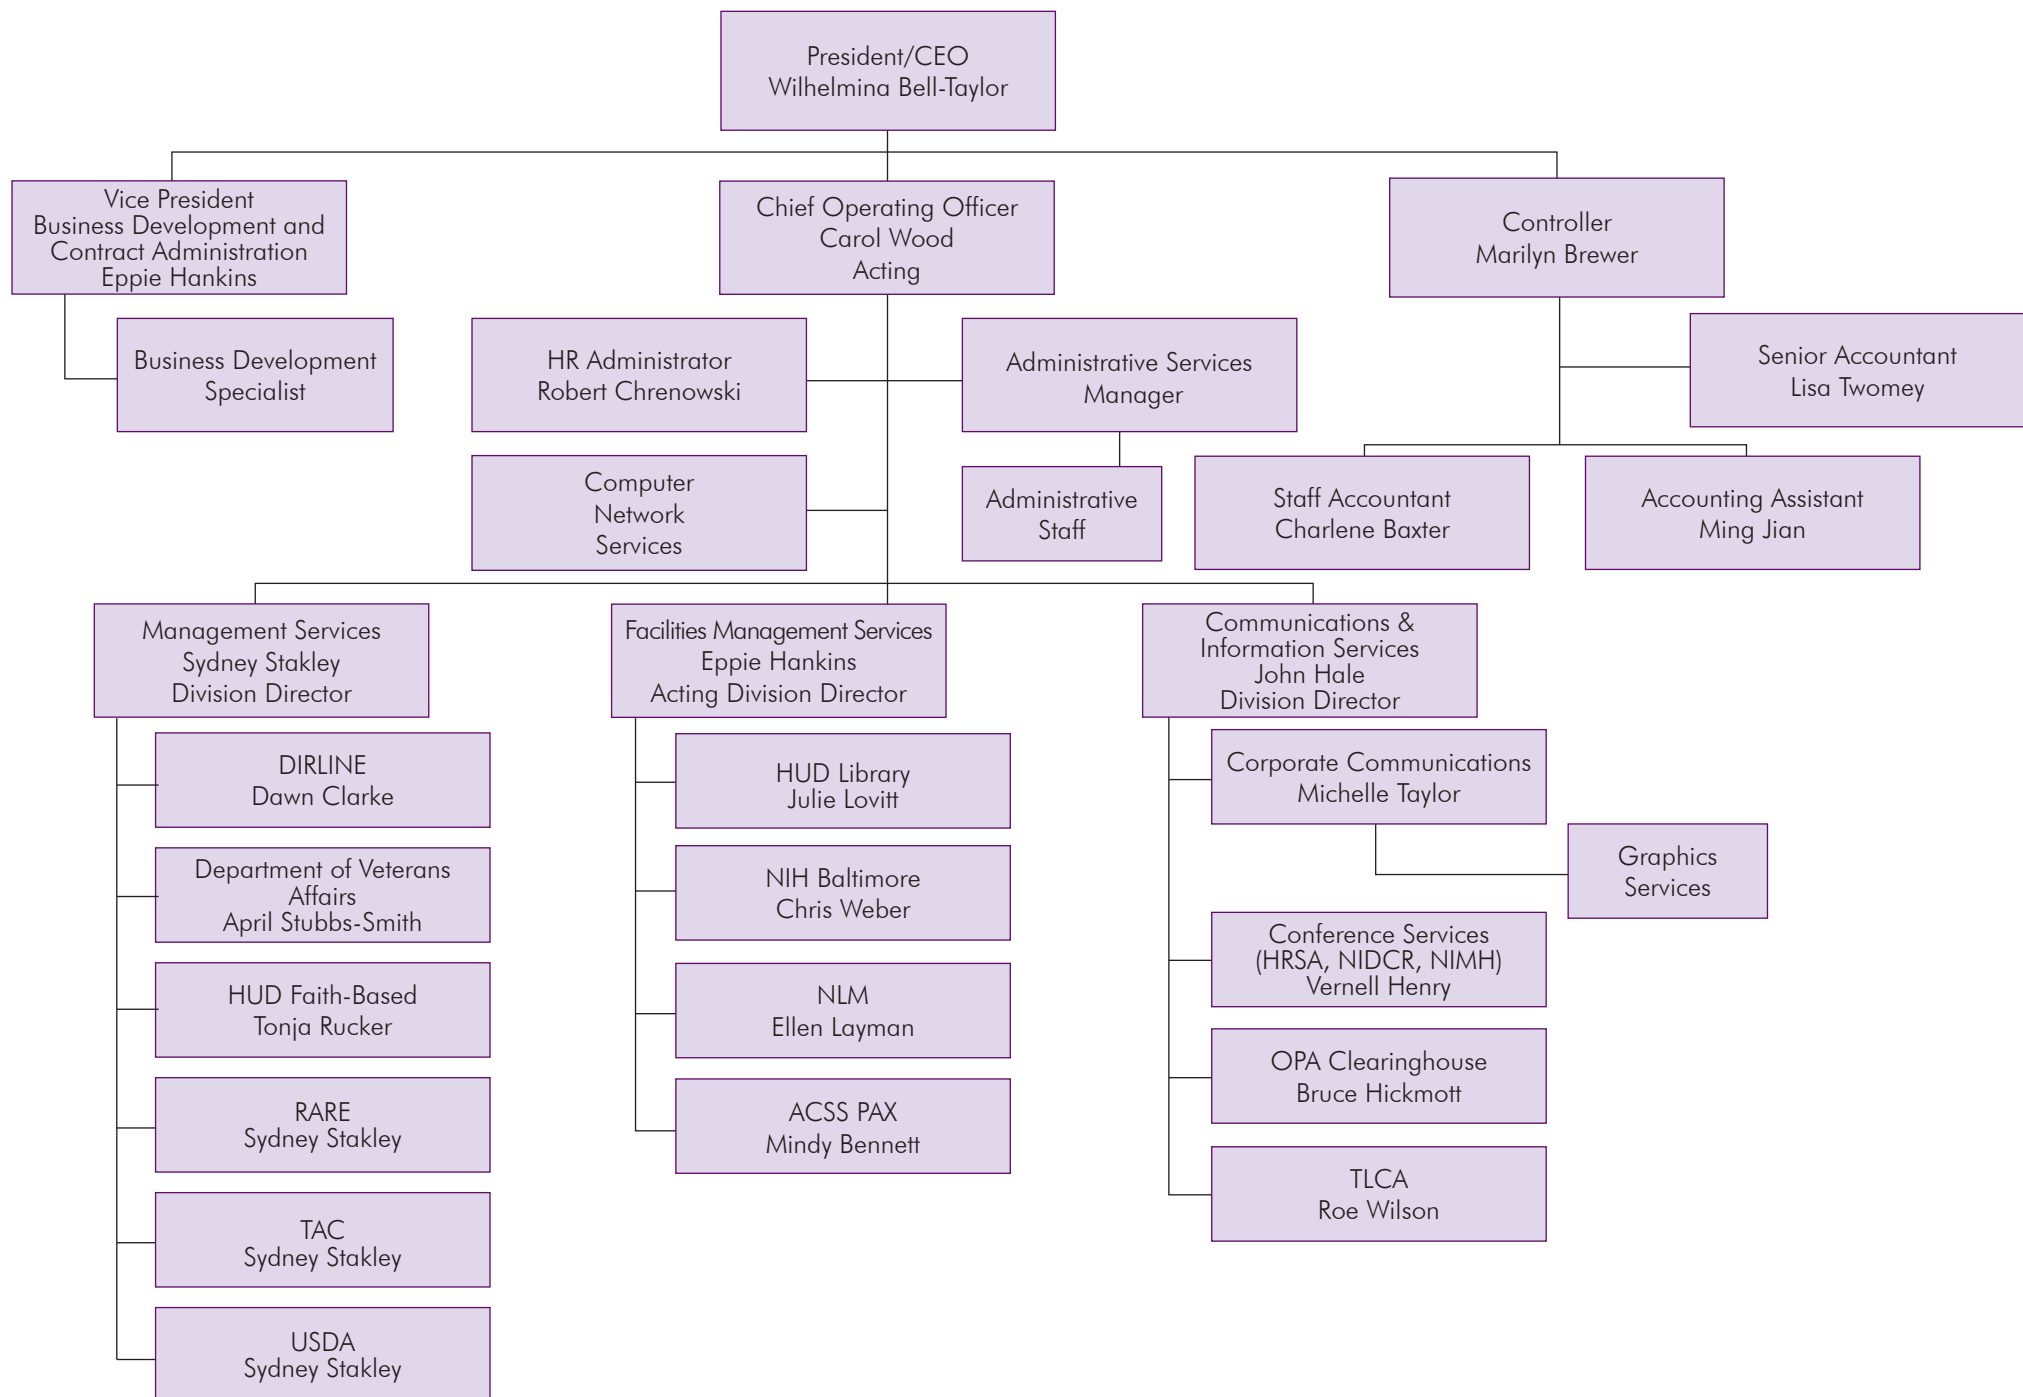 President/CEO
Wilhelmina Bell-Taylor
Vice President
Business Development and
Contract Administration
Eppie Hankins
Chief Operating Officer
Carol Wood
Acting
Controller
Marilyn Brewer
Business Development
Specialist
HR Administrator
Robert Chrenowski
Administrative Services
Manager
Senior Accountant
Lisa Twomey
Computer
Network
Services
Administrative
Staff
Staff Accountant
Charlene Baxter
Accounting Assistant
Ming Jian
Management Services
Sydney Stakley
Division Director
Facilities Management Services
Eppie Hankins
Acting Division Director
Communications &
Information Services
John Hale
Division Director
DIRLINE
Dawn Clarke
Department of Veterans
Affairs
April Stubbs-Smith
HUD Faith-Based
Tonja Rucker
RARE
Sydney Stakley
TAC
Sydney Stakley
USDA
Sydney Stakley
HUD Library
Julie Lovitt
NIH Baltimore
Chris Weber
NLM
Ellen Layman
ACSS PAX
Mindy Bennett
Corporate Communications
Michelle Taylor
Graphics
Services
Conference Services
(HRSA, NIDCR, NIMH)
Vernell Henry
OPA Clearinghouse
Bruce Hickmott
TLCA
Roe Wilson